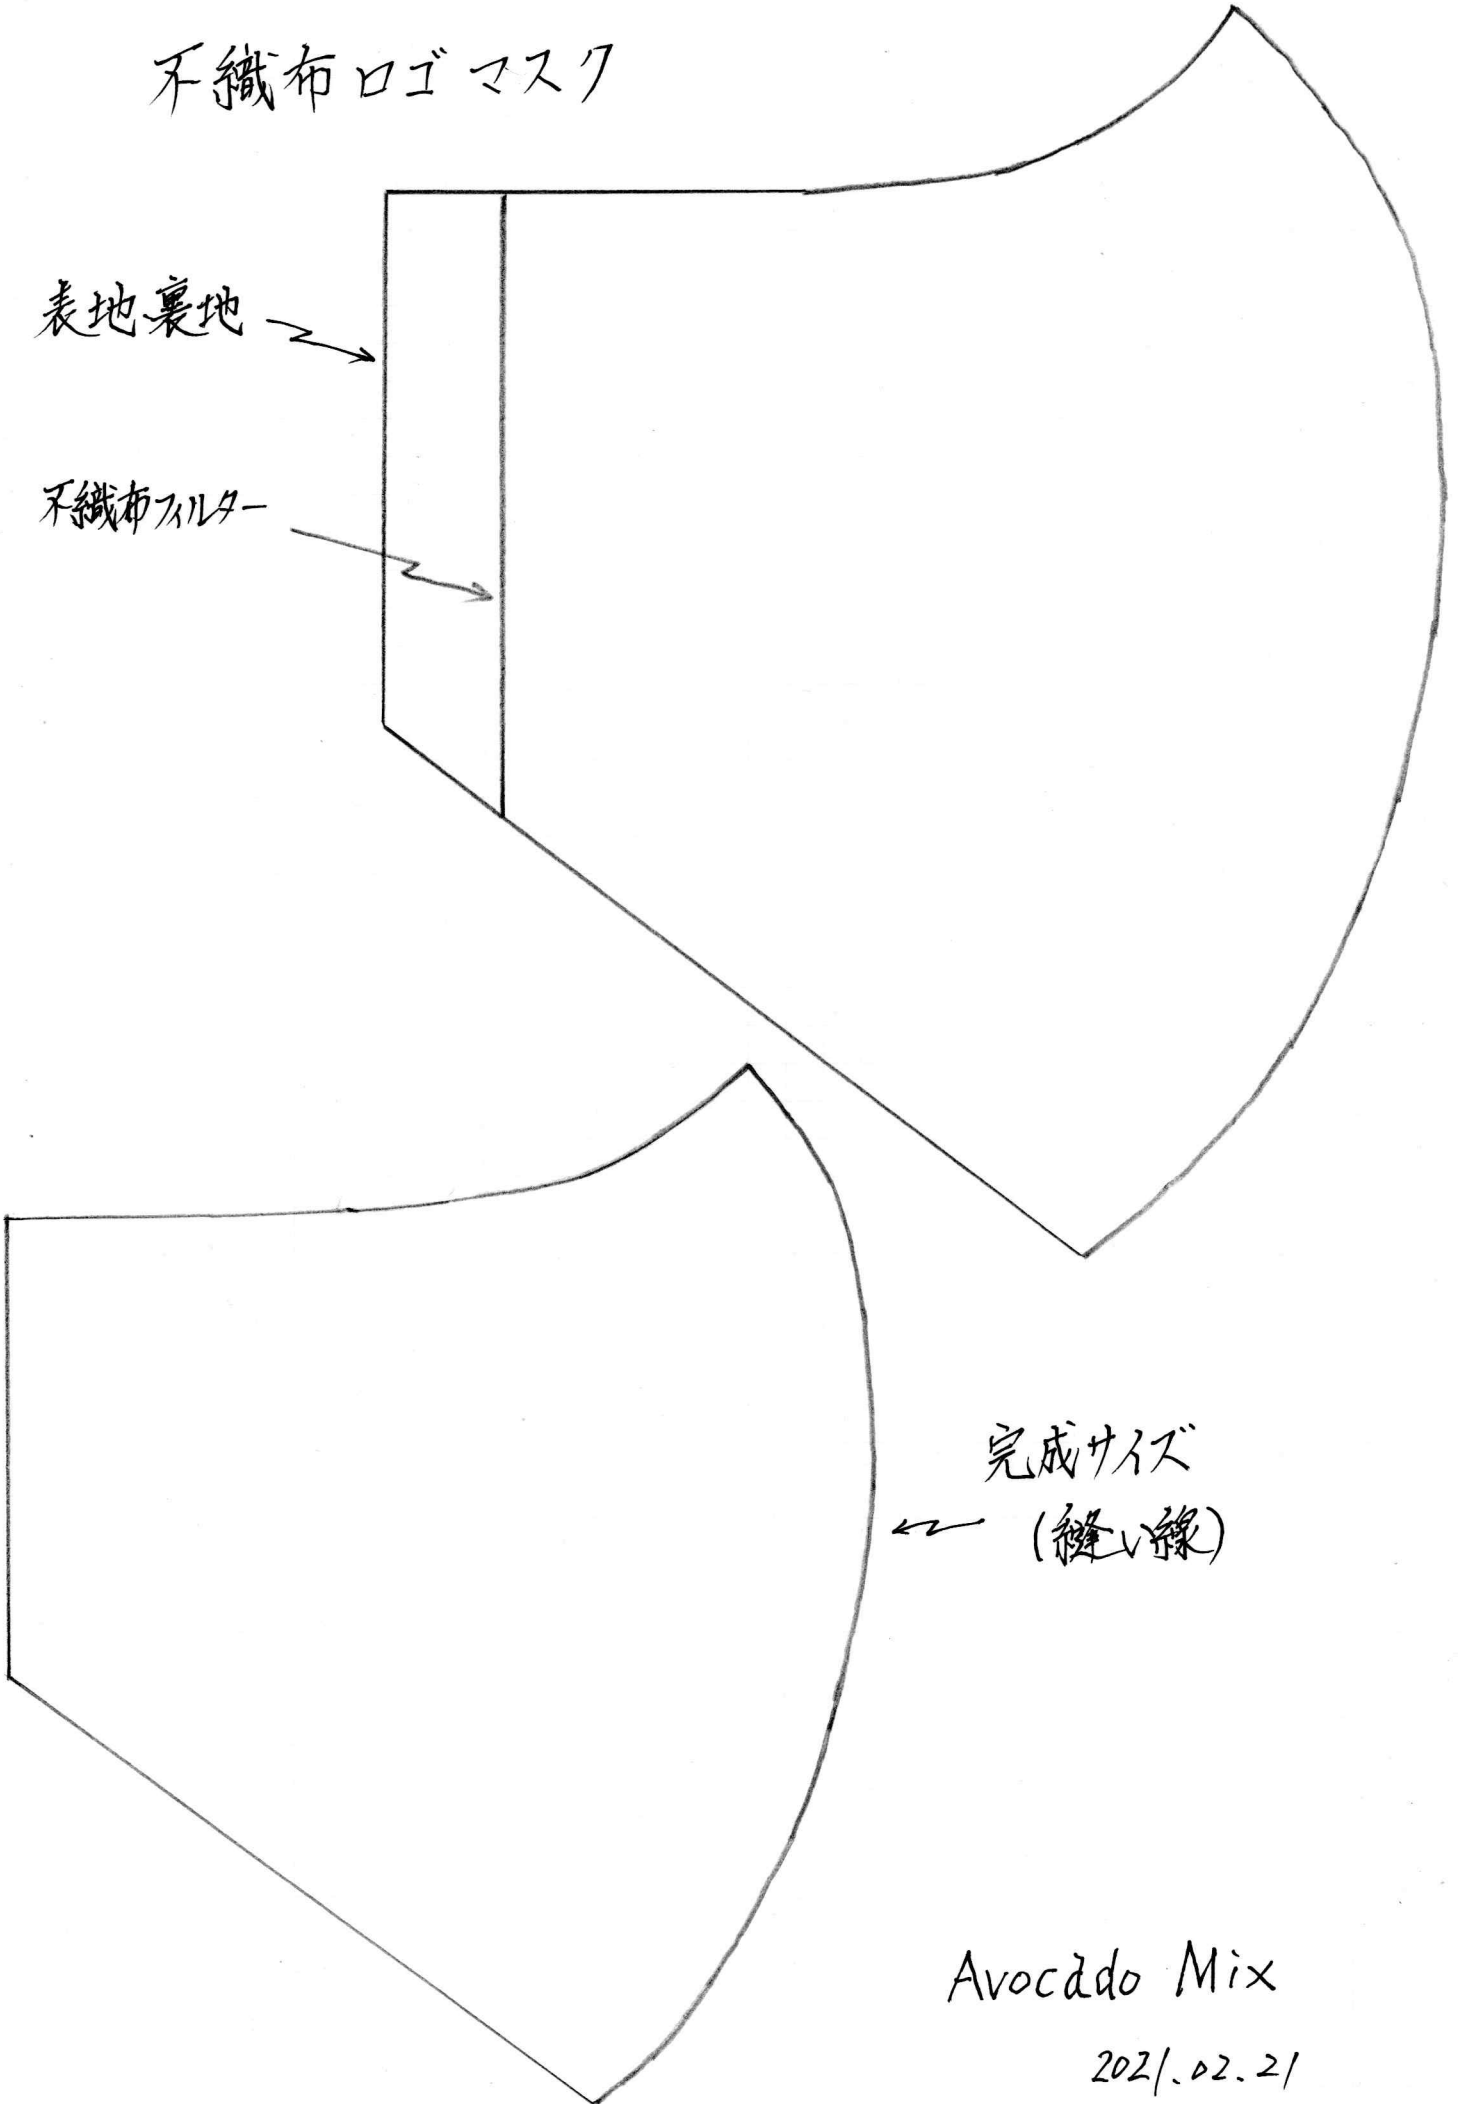 不織布ロゴマスク
表地、裏地
不織布フィルター
完成サイズ
(縫い線)
Avocado Mix
2021.02.21